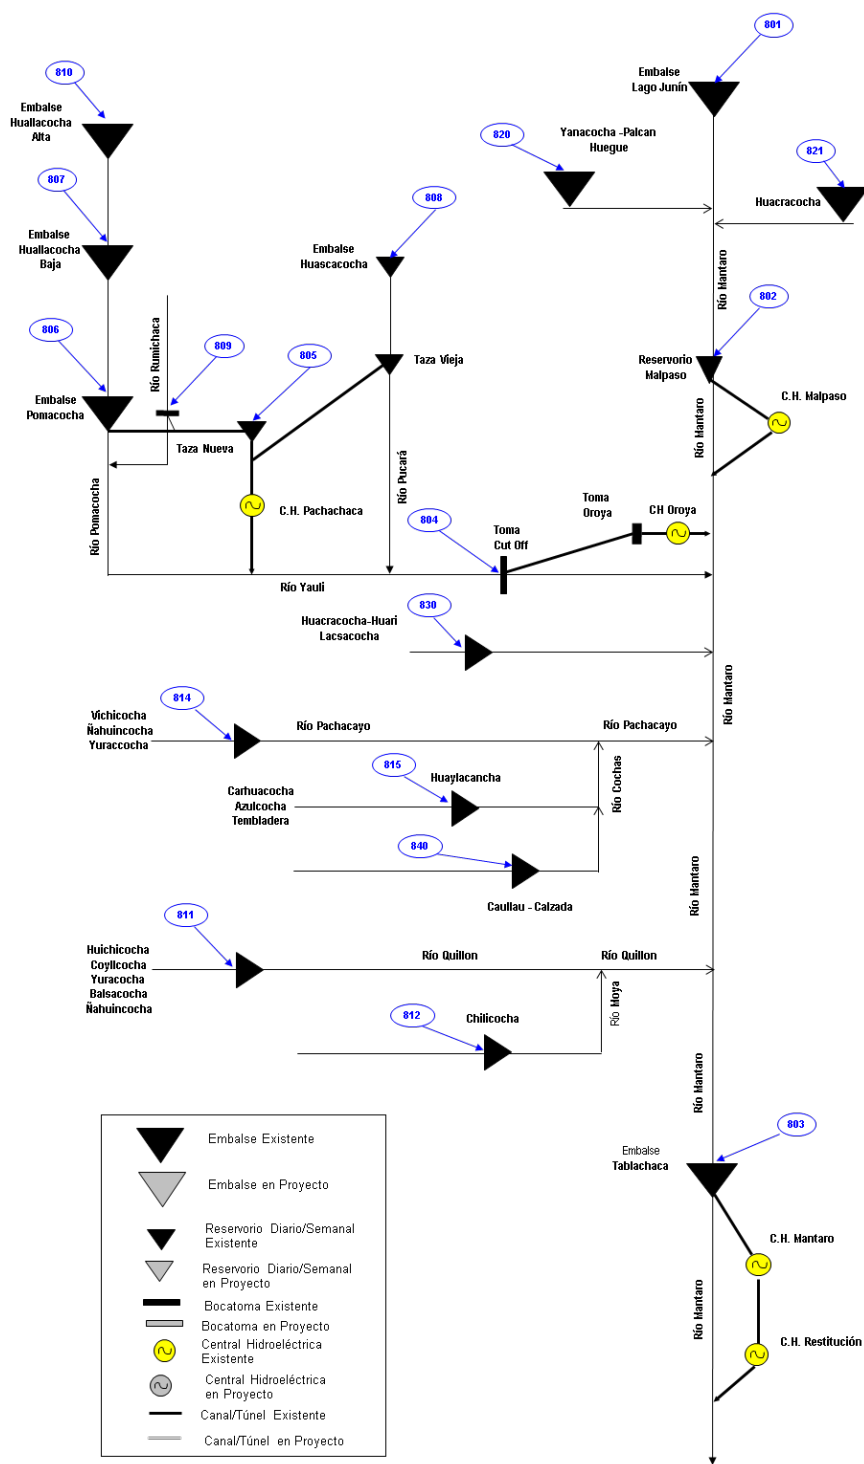 801
810
Embalse
Lago Junín
Embalse
Huallacocha
Alta
820
Yanacocha -Palcan
Huegue
821
807
808
Huacracocha
Embalse
Huallacocha
Baja
Embalse
Huascacocha
Río Mantaro
802
806
809
805
Río Rumichaca
Embalse
Pomacocha
Taza Vieja
Reservorio
Malpaso
C.H. Malpaso
Río Mantaro
Taza Nueva
Río Pucará
Río Pomacocha
C.H. Pachachaca
804
Toma
Cut Off
Toma
Oroya
CH Oroya
Río Yauli
830
Huacracocha-Huari
Lacsacocha
Río Mantaro
814
Vichicocha
Ñahuincocha
Yuraccocha
Río Pachacayo
Río Pachacayo
815
Huaylacancha
Río Cochas
Carhuacocha
Azulcocha
Tembladera
840
Caullau - Calzada
Río Mantaro
811
Huichicocha
Coyllcocha
Yuracocha
Balsacocha
Ñahuincocha
Río Quillon
Río Quillon
812
Chilicocha
Río Moya
Río Mantaro
803
Embalse
Tablachaca
C.H. Mantaro
Río Mantaro
C.H. Restitución
Embalse Existente
Embalse en Proyecto
Reservorio Diario/Semanal
Existente
Reservorio Diario/Semanal
en Proyecto
Bocatoma Existente
Bocatoma en Proyecto
Central Hidroeléctrica
Existente
Central Hidroeléctrica
en Proyecto
Canal/Túnel Existente
Canal/Túnel en Proyecto